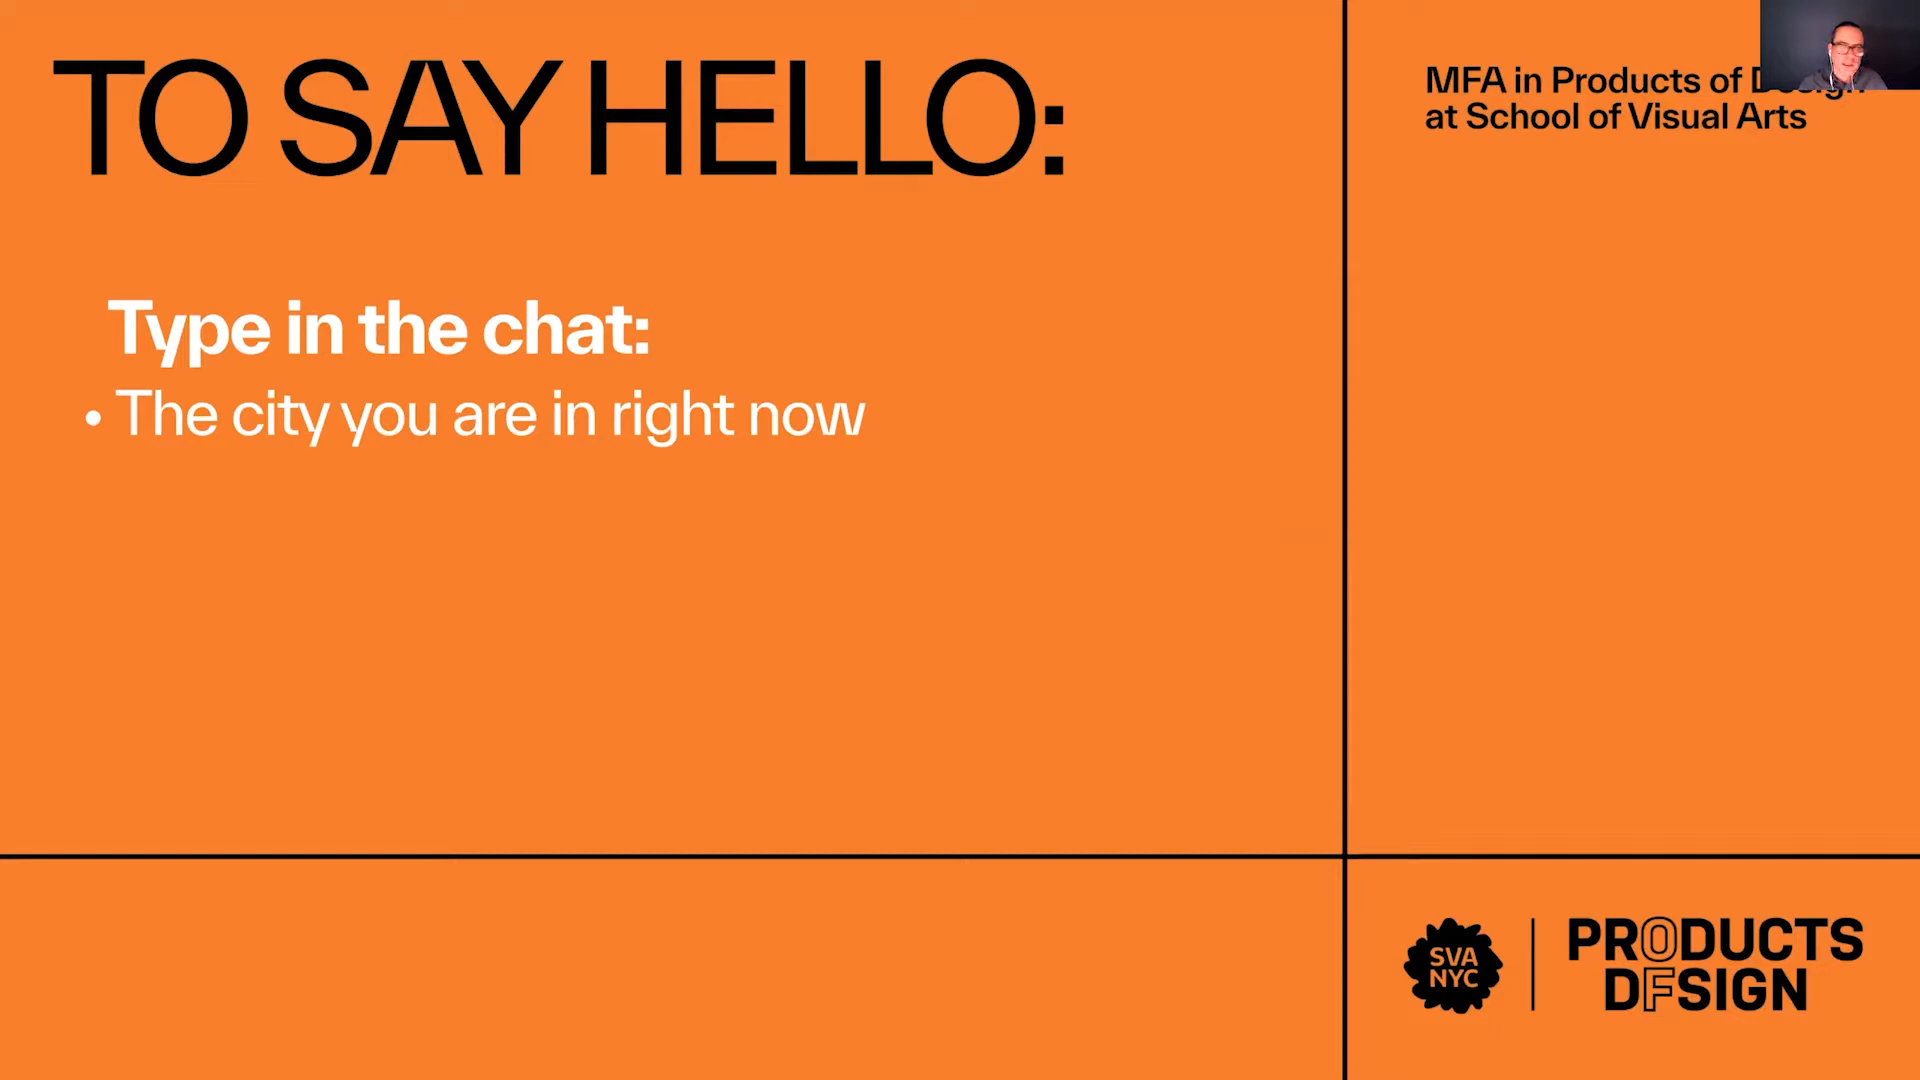 TO SAY HELLO:
Type in the chat:
• The city you are in right now
MFA in Products of Design
at School of Visual Arts
SVA
NYC
PRODUCTS
DFSIGN